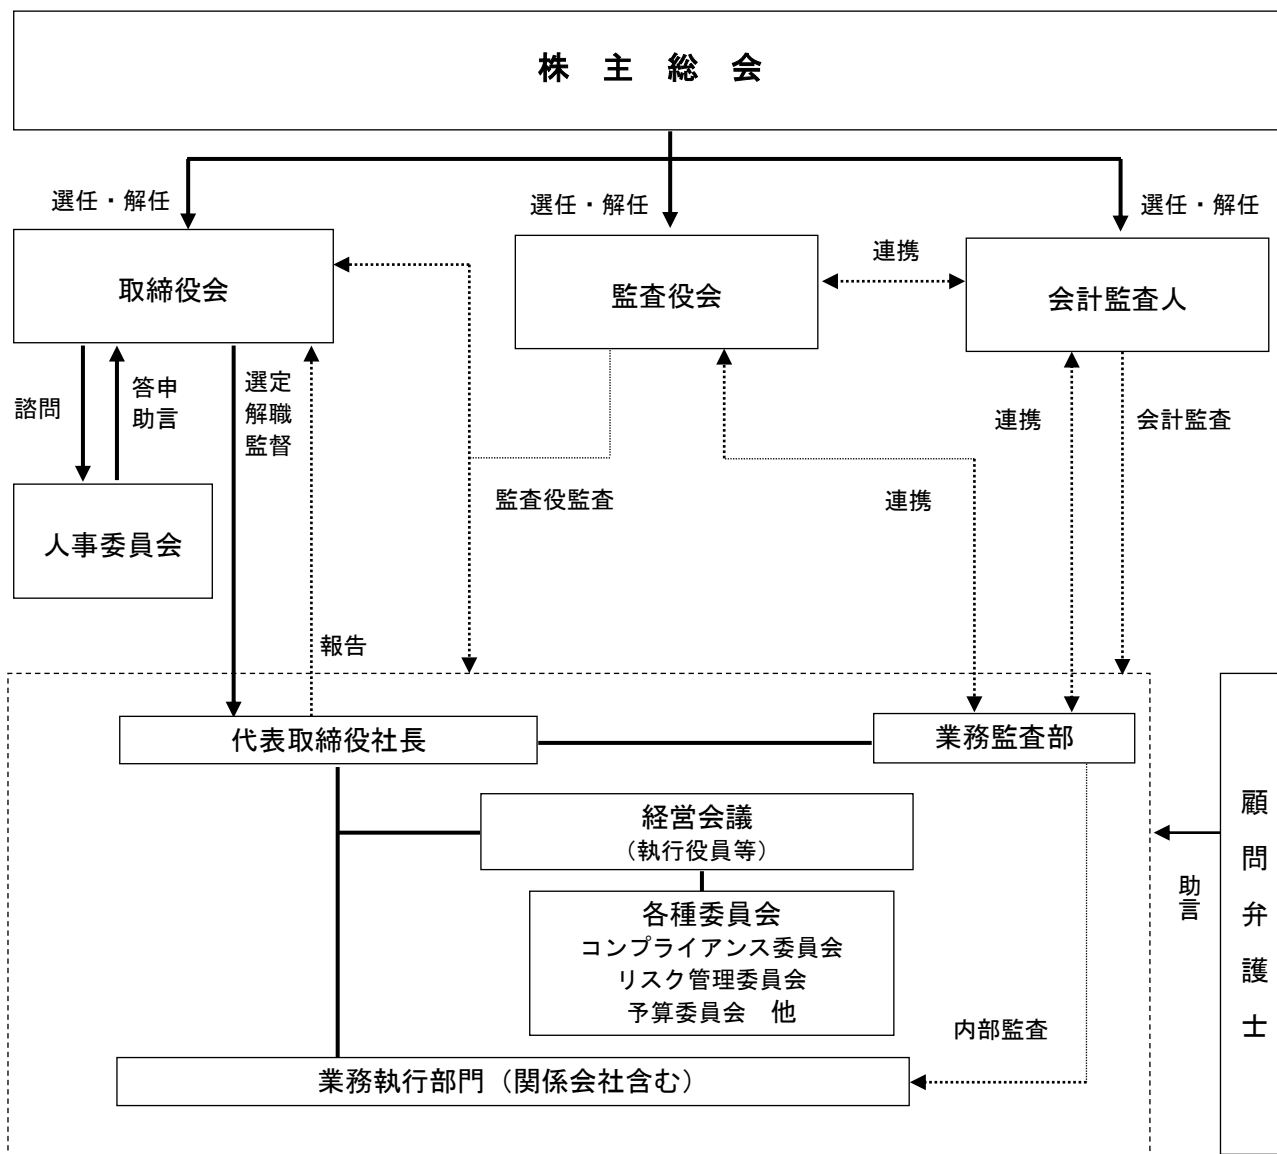 株　主　総　会
選任・解任
選任・解任
選任・解任
取締役会
監査役会
連携
会計監査人
諮問
答申
助言
選定
解職
監督
連携
会計監査
人事委員会
監査役監査
連携
報告
代表取締役社長
業務監査部
経営会議
（執行役員等）
各種委員会
コンプライアンス委員会
リスク管理委員会
予算委員会　他
内部監査
業務執行部門（関係会社含む）
助言
顧問弁護士